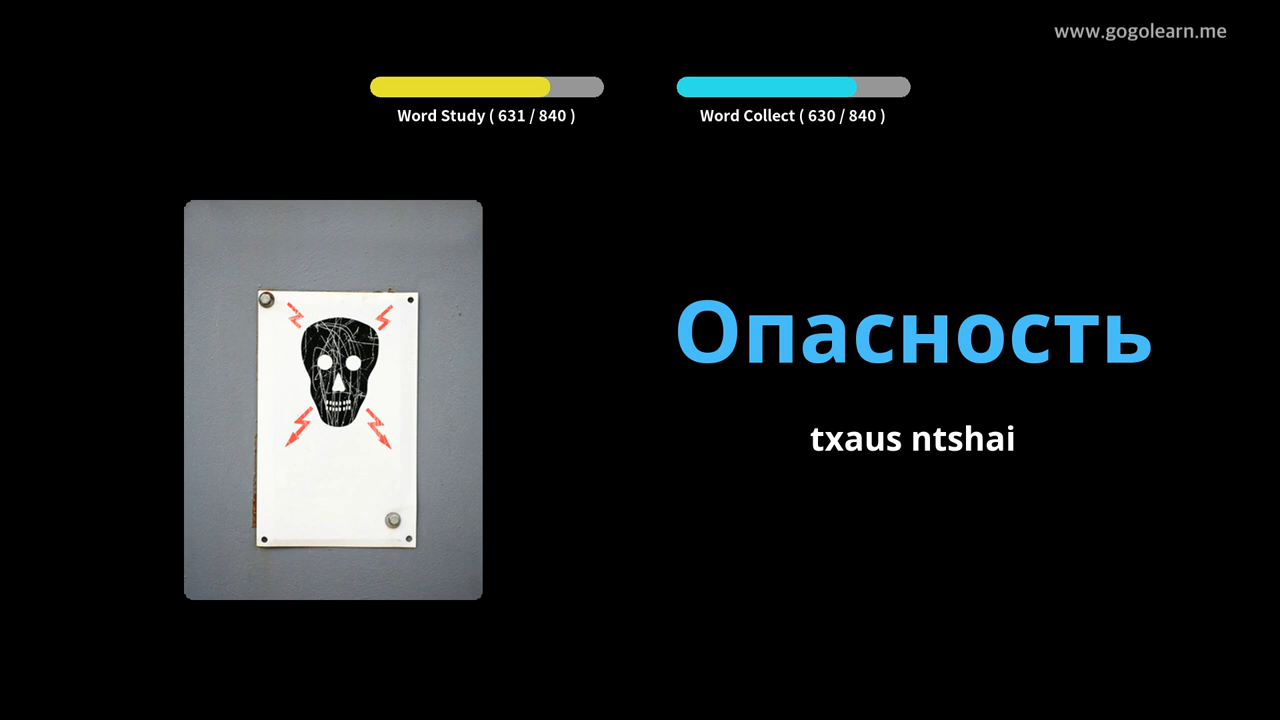 www.gogolearn.me
Word Study ( 631 / 840 )
Word Collect ( 630 / 840 )
Опасность
txaus ntshai